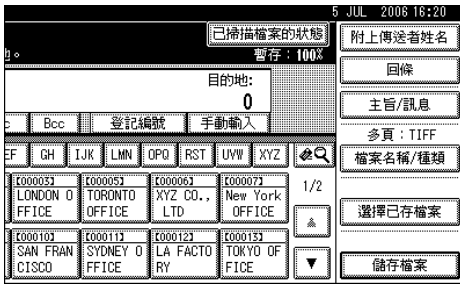 5 JUL 2006 16:20
已掃描檔案的狀態
附上傳送者姓名
暫存：100%
目的地:
0
回條
主旨/訊息
Bcc
登記編號
手動輸入
多頁：TIFF
檔案名稱/種類
EF GH IJK LMN OPQ RST UVW XYZ
[00003] [00005] [00006] [00007]
LONDON O TORONTO XYZ CO., New York
FFICE OFFICE LTD OFFICE
1/2
選擇已存檔案
[00010] [00011] [00012] [00013]
SAN FRAN SYDNEY O LA FACTO TOKYO OF
CISCO FFICE RY FICE
儲存檔案